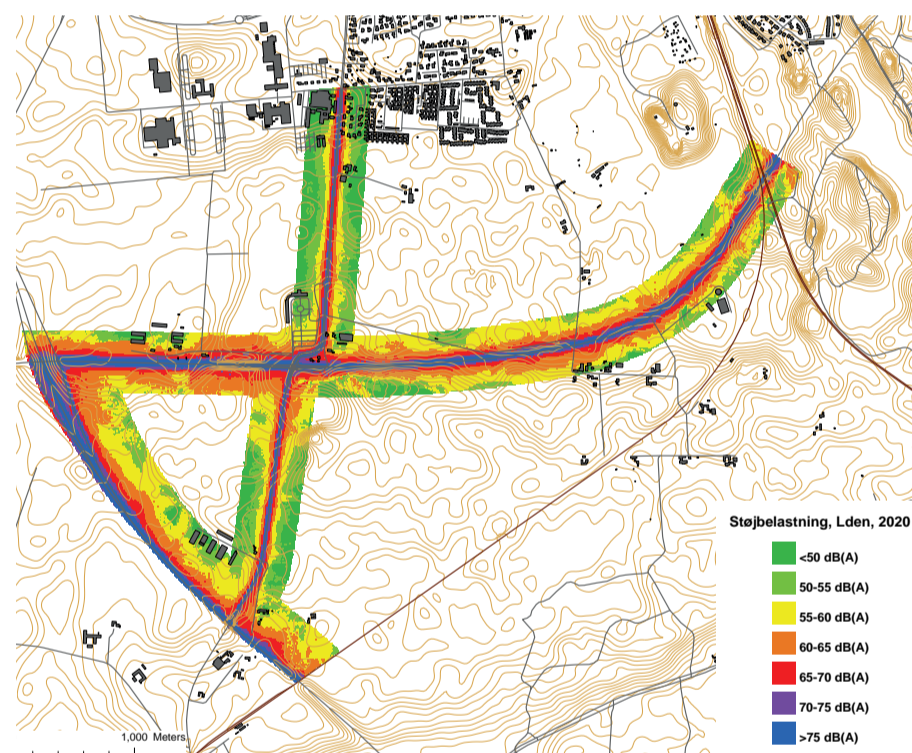 Støjbelastning, Lden, 2020
<50 dB(A)
50-55 dB(A)
55-60 dB(A)
60-65 dB(A)
65-70 dB(A)
70-75 dB(A)
>75 dB(A)
1,000 Meters